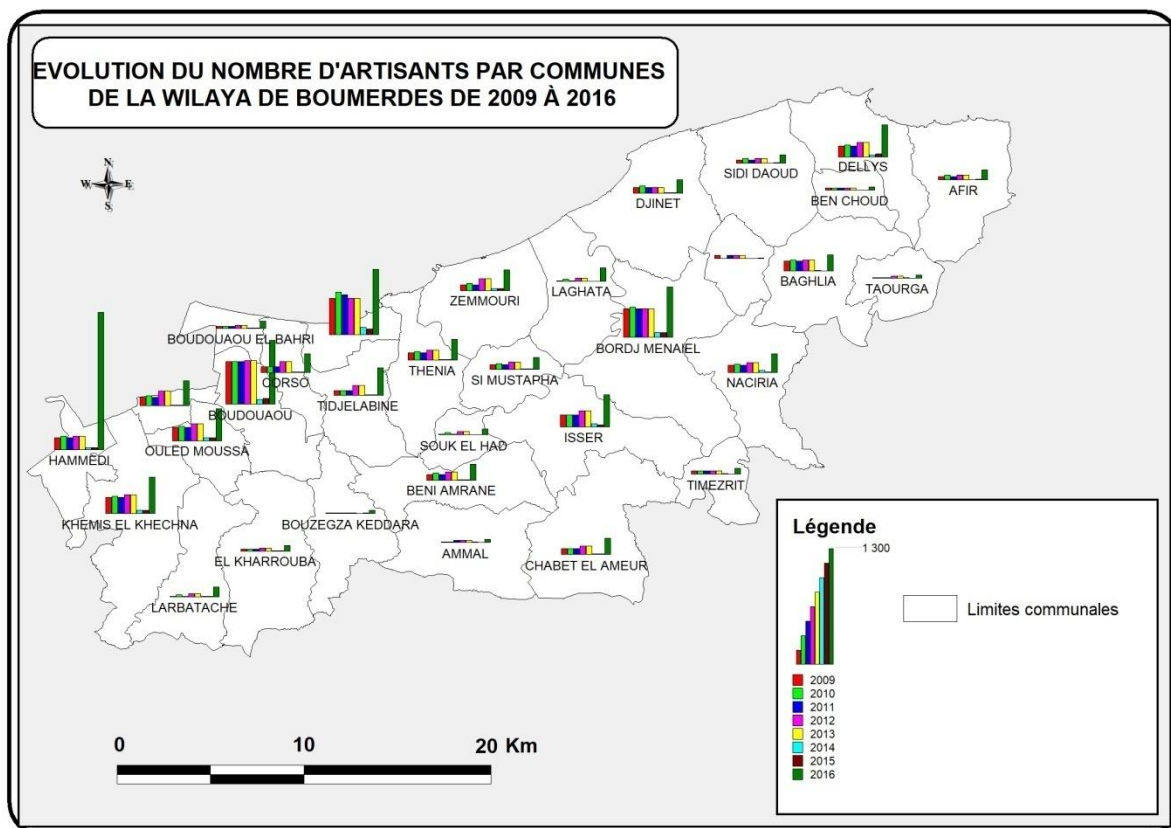 EVOLUTION DU NOMBRE D'ARTISANTS PAR COMMUNES
DE LA WILAYA DE BOUMERDES DE 2009 À 2016
N
W E
S
DELLYS
SIDI DAOUD
BEN CHOUD
AFIR
DJINET
BAGHLIA
TAOURGA
LAGHATA
ZEMMOURI
BOUDOUAOU EL BAHRI
BORDJ MENAIEL
THENIA
CORSO
SI MUSTAPHA
NACIRIA
TIDJELABINE
BOUDOUAOU
ISSER
SOUK EL HAD
OULED MOUSSA
HAMMEDI
BENI AMRANE
TIMEZRIT
KHEMIS EL KHECHNA
BOUZEGZA KEDDARA
AMMAL
EL KHARROUBA
CHABET EL AMEUR
LARBATACHE
Légende
1 300
Limites communales
2009
2010
2011
2012
2013
2014
2015
2016
0 10 20 Km